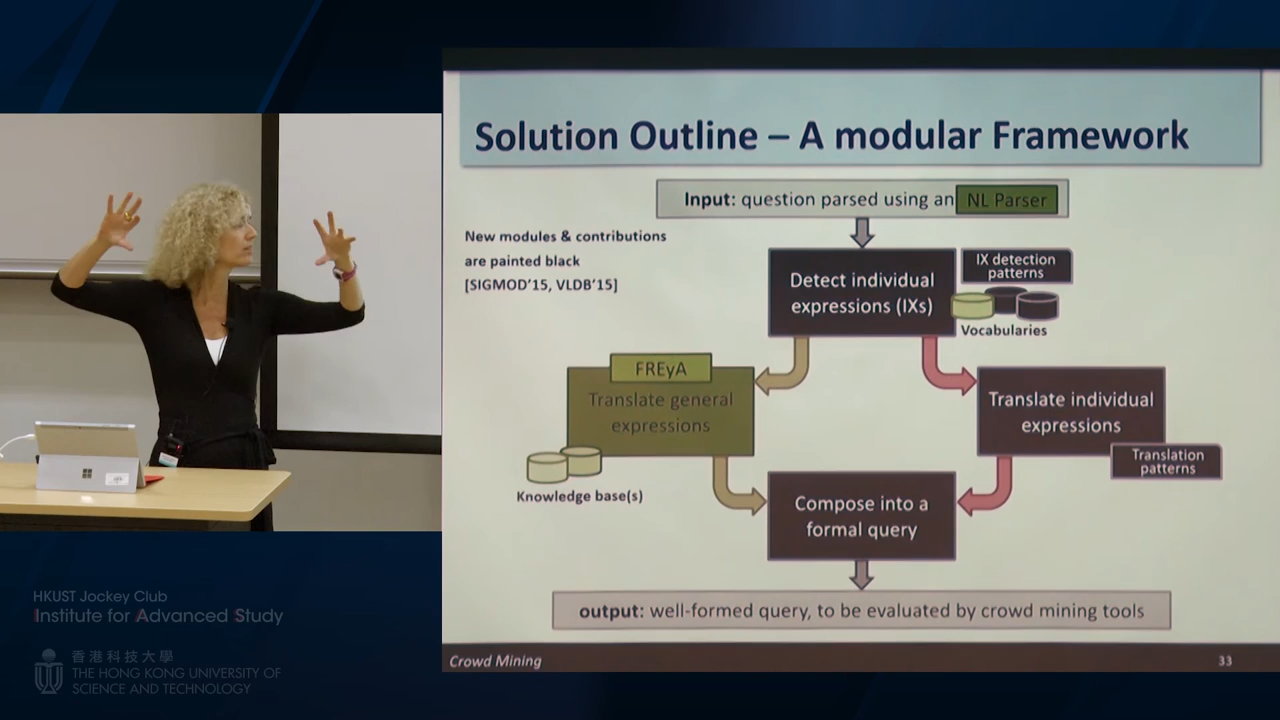 Solution Outline – A modular Framework
Input: question parsed using an NL Parser
New modules & contributions
are painted black
[SIGMOD'15, VLDB'15]
Detect individual
expressions (IXs)
IX detection
patterns
Vocabularies
FREyA
Translate general
expressions
Knowledge base(s)
Translate individual
expressions
Translation
patterns
Compose into a
formal query
output: well-formed query, to be evaluated by crowd mining tools
Crowd Mining
33
HKUST Jockey Club
Institute for Advanced Study
香港科技大學
THE HONG KONG UNIVERSITY OF
SCIENCE AND TECHNOLOGY